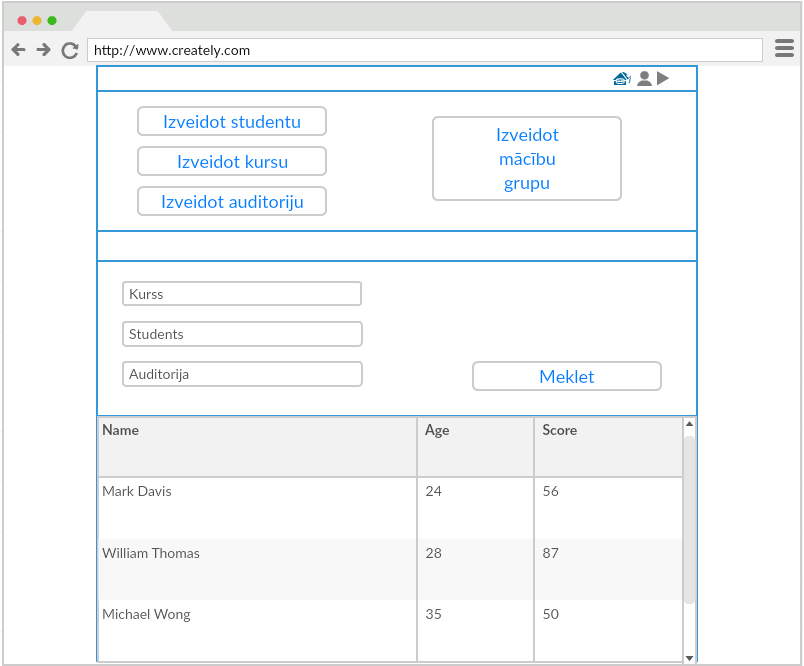 http://www.creately.com
Izveidot studentu
Izveidot kursu
Izveidot auditoriju
Izveidot
mācību
grupu
Kurss
Students
Auditorija
Meklet
Name Age Score
Mark Davis 24 56
William Thomas 28 87
Michael Wong 35 50